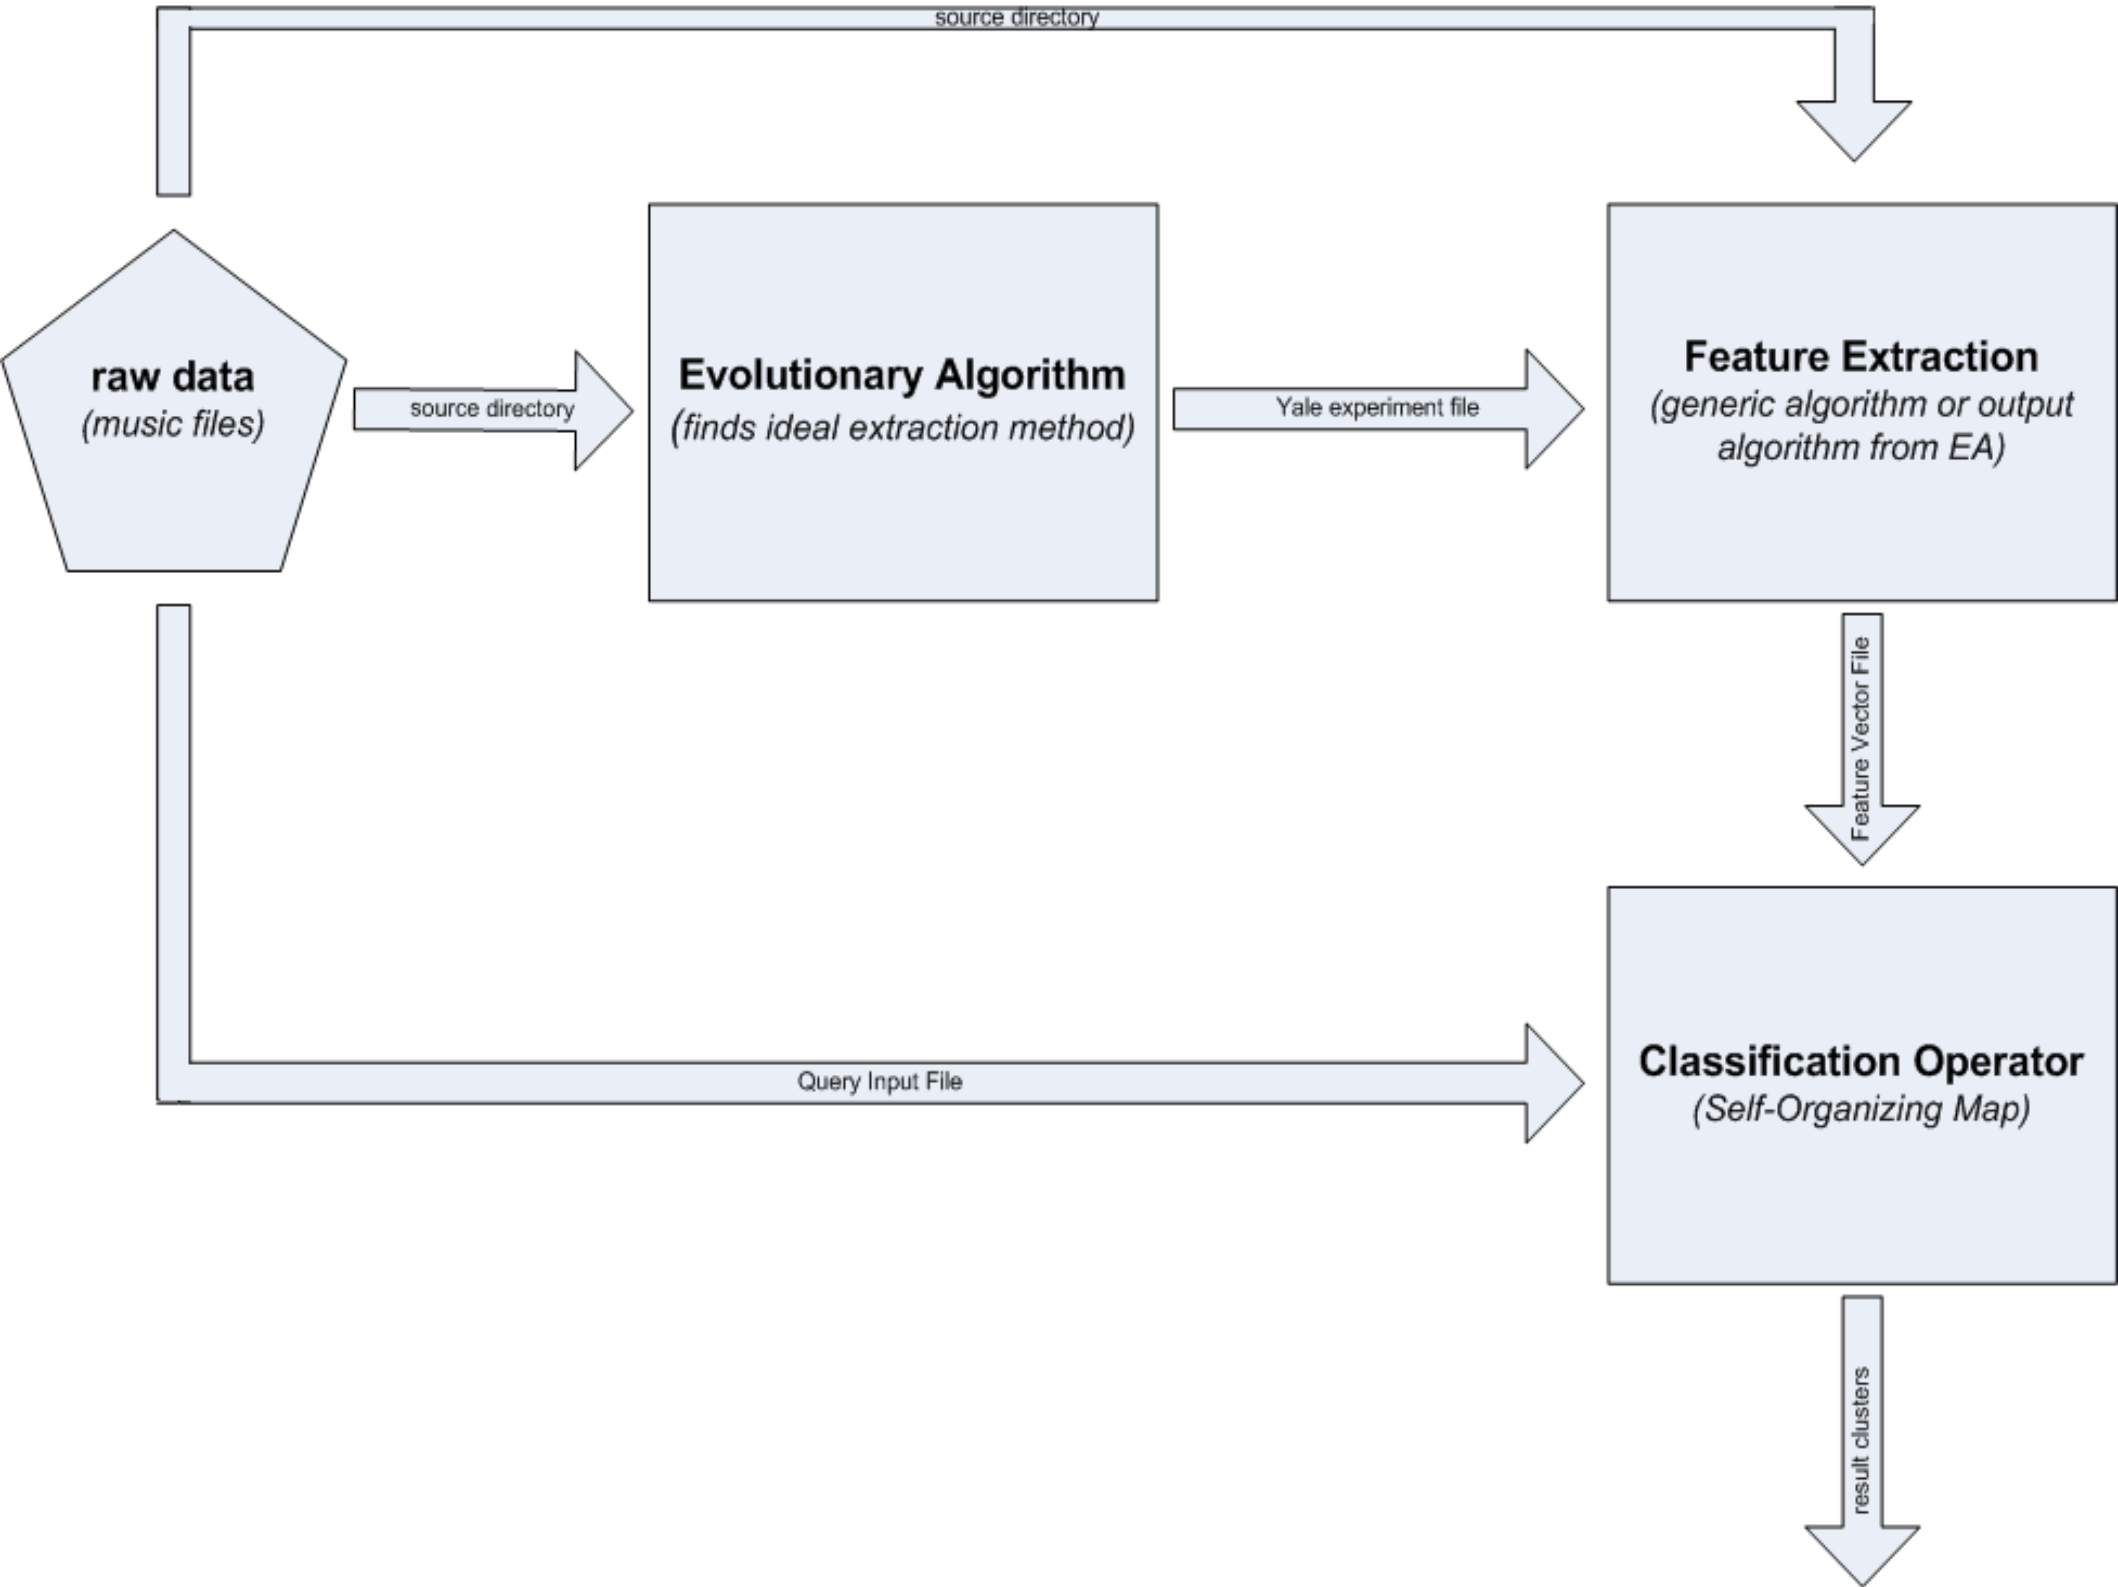 source directory
raw data
(music files)
source directory
Evolutionary Algorithm
(finds ideal extraction method)
Yale experiment file
Feature Extraction
(generic algorithm or output
algorithm from EA)
Feature Vector File
Query Input File
Classification Operator
(Self-Organizing Map)
result clusters